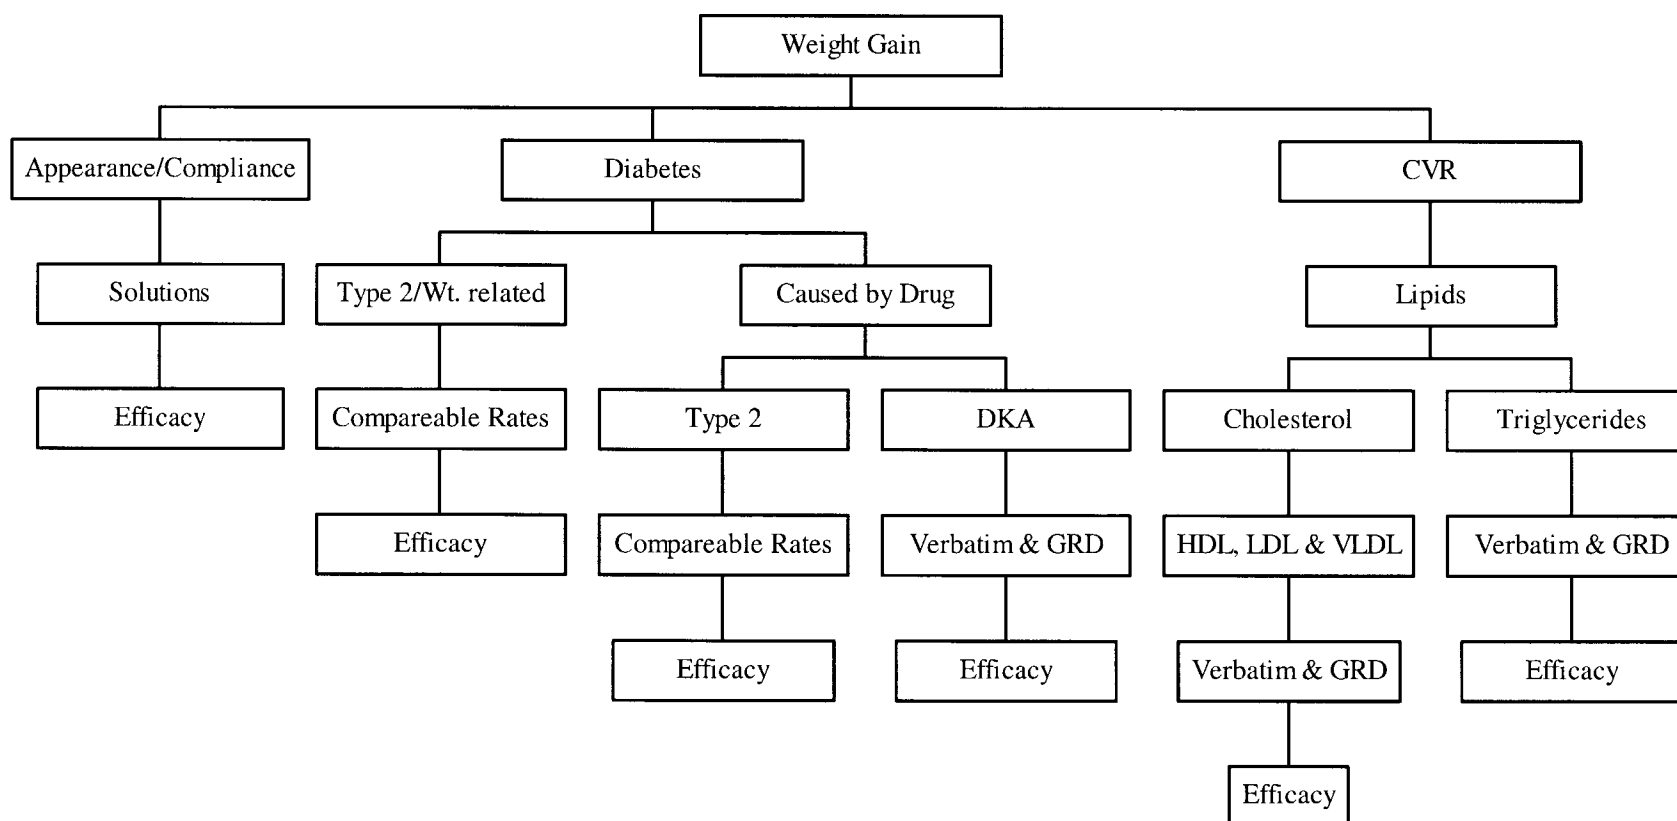 Weight Gain
Appearance/Compliance
Diabetes
CVR
Solutions
Type 2/Wt. related
Caused by Drug
Lipids
Efficacy
Compareable Rates
Type 2
DKA
Cholesterol
Triglycerides
Efficacy
Compareable Rates
Verbatim & GRD
HDL, LDL & VLDL
Verbatim & GRD
Efficacy
Efficacy
Verbatim & GRD
Efficacy
Efficacy